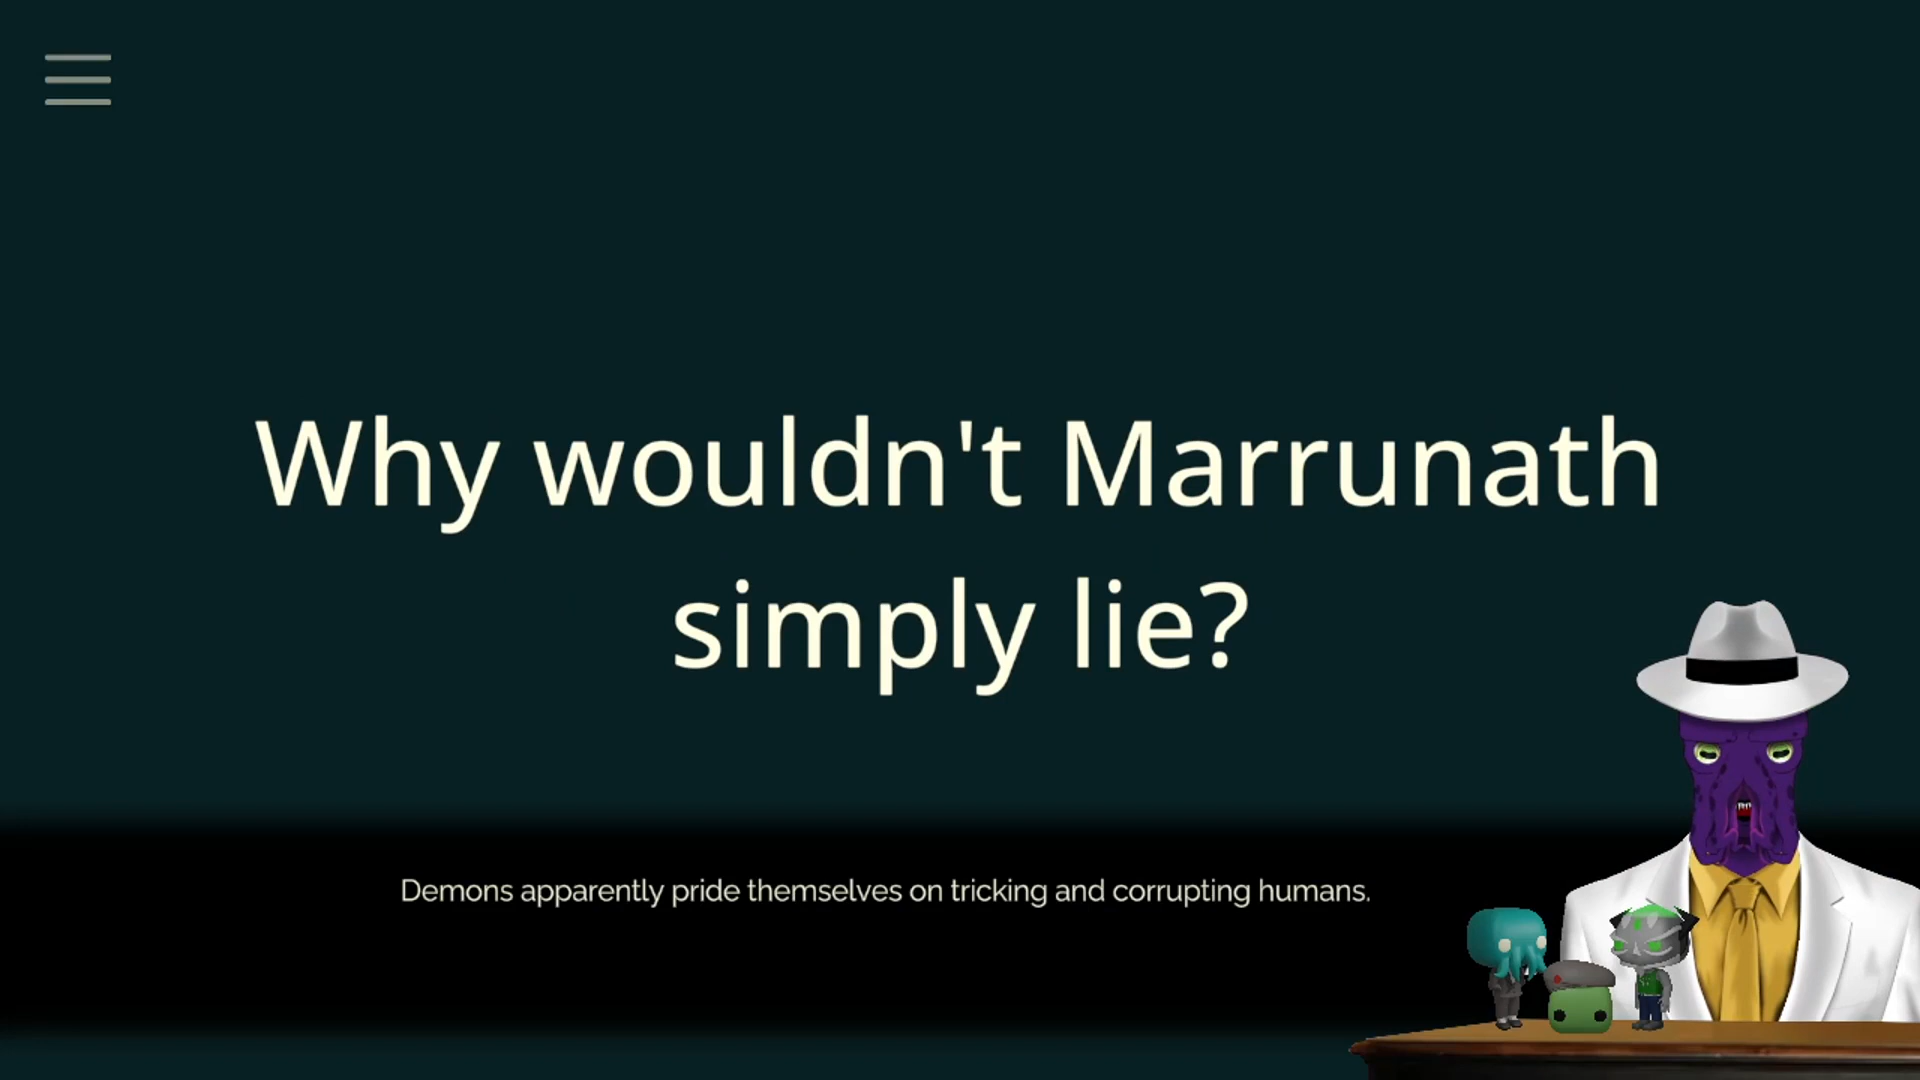 Why wouldn't Marrunath
simply lie?
Demons apparently pride themselves on tricking and corrupting humans.